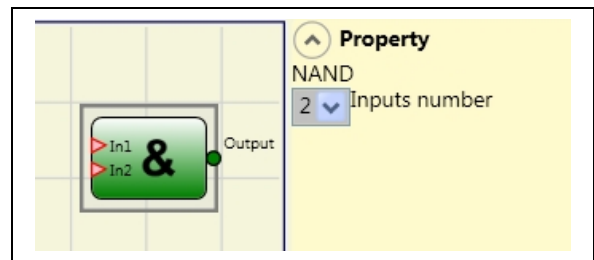 In1
In2
&
Output
Property
NAND
2 Inputs number